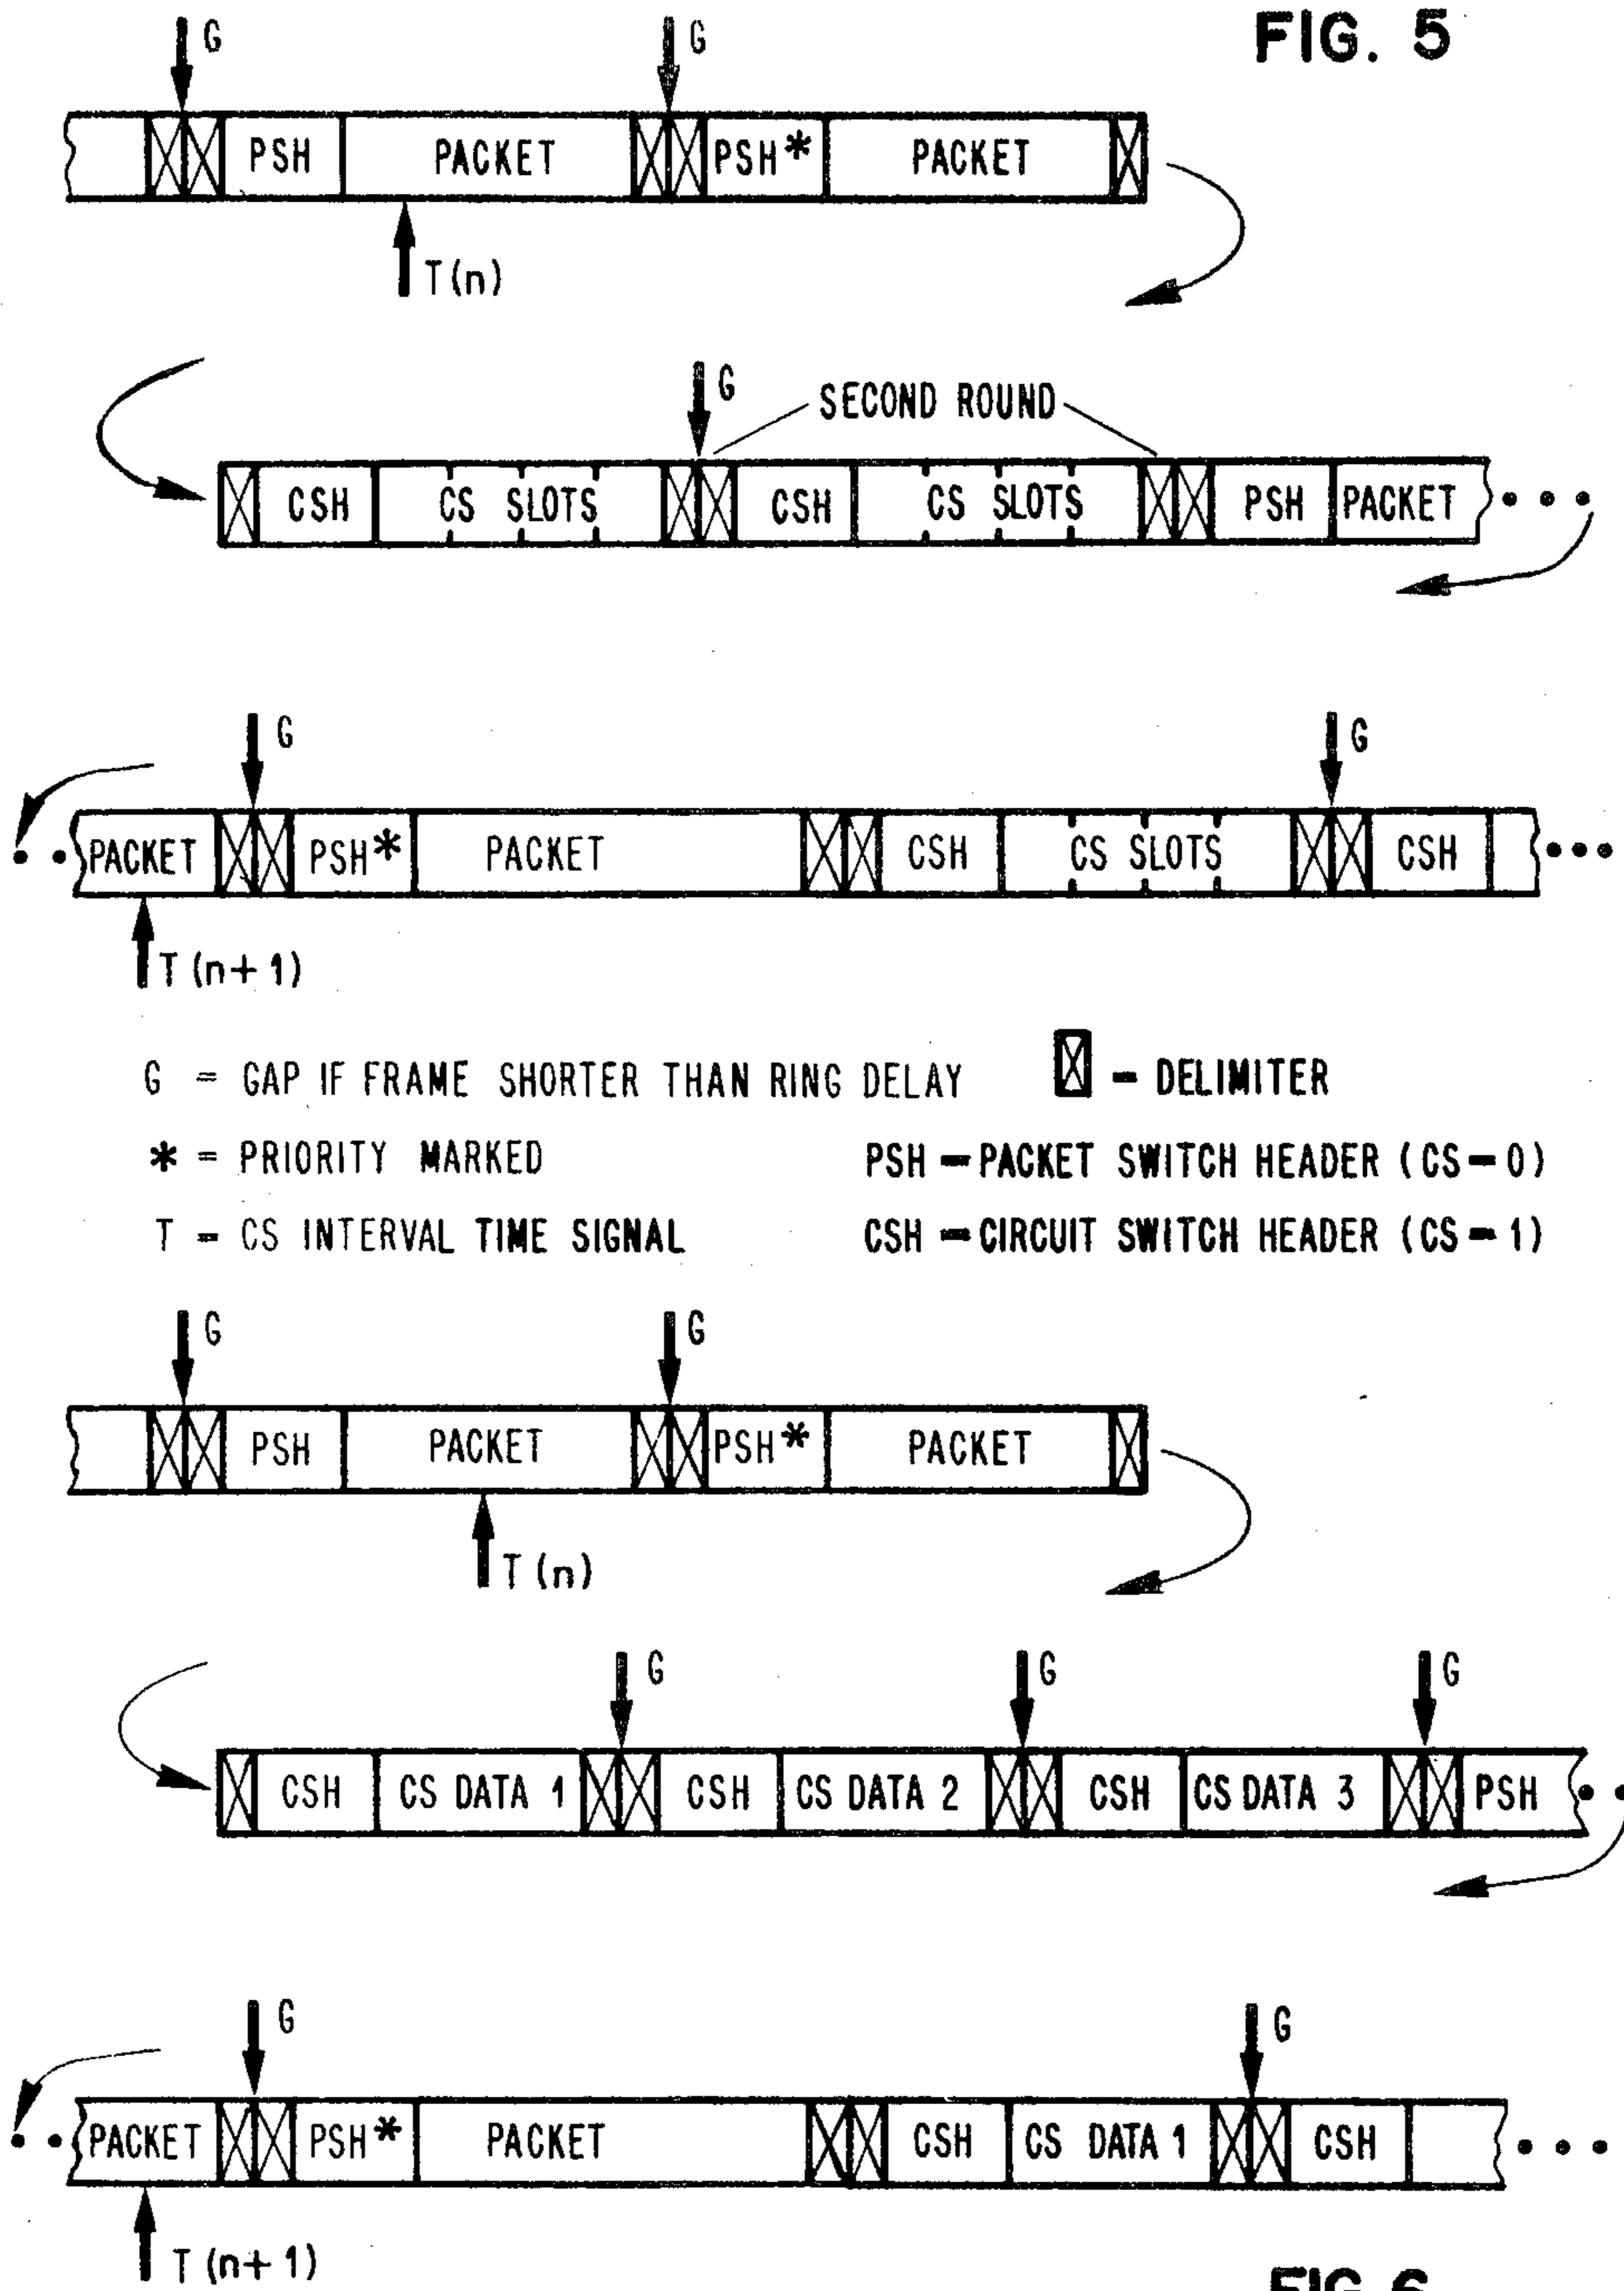 FIG. 5
G G
PSH PACKET PSH* PACKET
T(n)
G SECOND ROUND
CSH CS SLOTS CSH CS SLOTS PSH PACKET
G G
PACKET PSH* PACKET CSH CS SLOTS CSH
T(n+1)
G = GAP IF FRAME SHORTER THAN RING DELAY – DELIMITER
* = PRIORITY MARKED PSH – PACKET SWITCH HEADER (CS – 0)
T – CS INTERVAL TIME SIGNAL CSH – CIRCUIT SWITCH HEADER (CS – 1)
G G
PSH PACKET PSH* PACKET
T(n)
G G G
CSH CS DATA 1 CSH CS DATA 2 CSH CS DATA 3 PSH
G G
PACKET PSH* PACKET CSH CS DATA 1 CSH
T(n+1)
FIG. 6